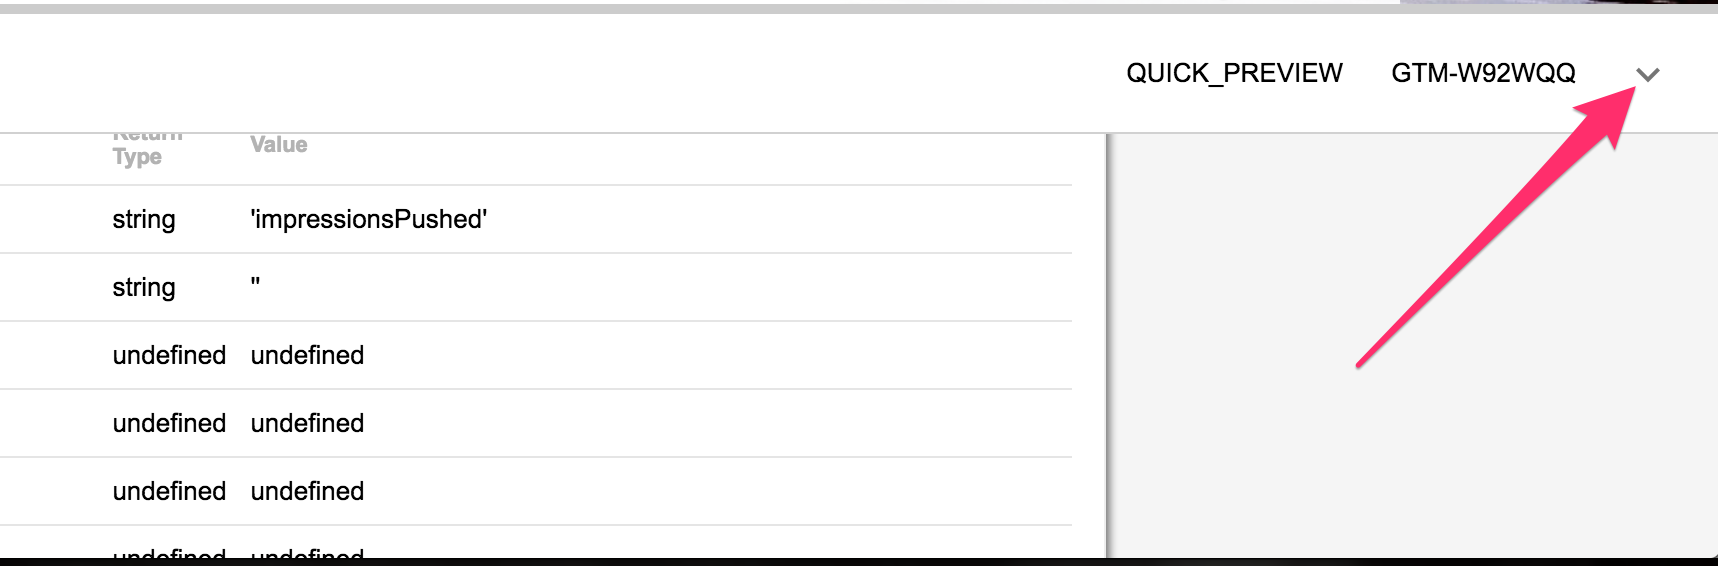 QUICK_PREVIEW GTM-W92WQQ
Return Type Value
string 'impressionsPushed'
string ''
undefined undefined
undefined undefined
undefined undefined
undefined undefined